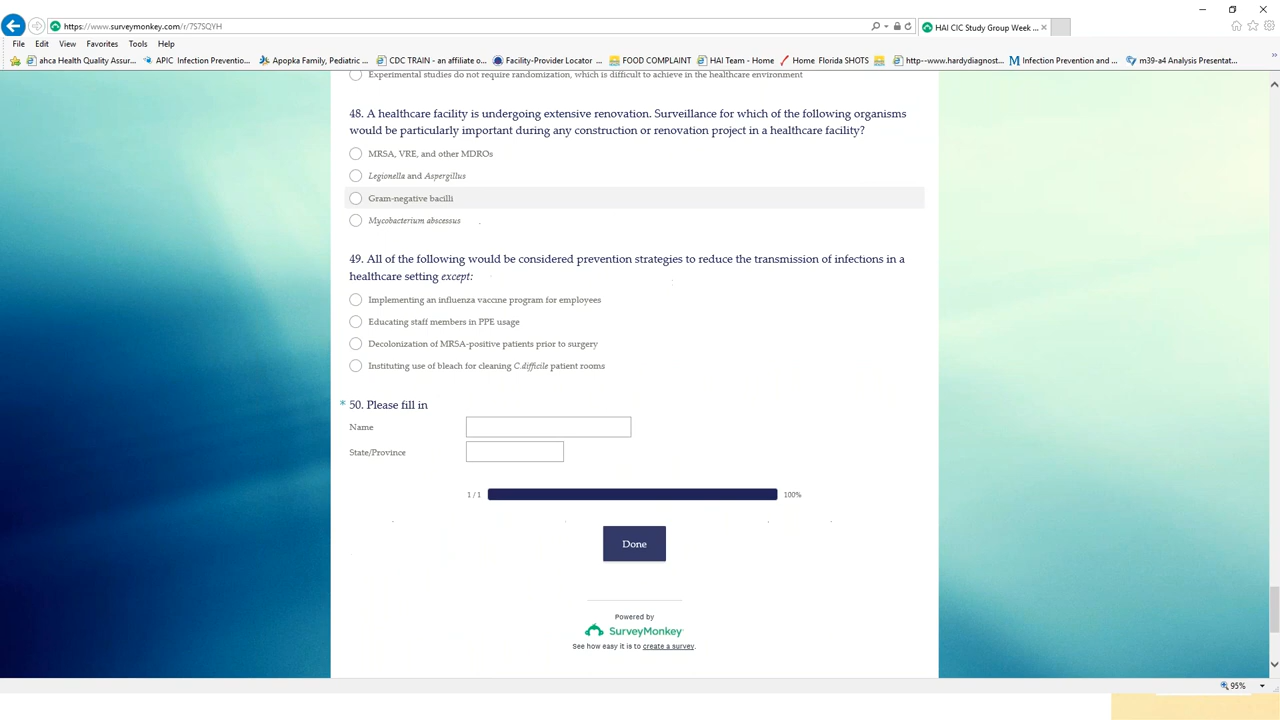 https://www.surveymonkey.com/r/7S7SQYH
HAI CIC Study Group Week ...
File Edit View Favorites Tools Help
ahca Health Quality Assur... APIC Infection Preventio... Apopka Family, Pediatric ... CDC TRAIN - an affiliate o... Facility-Provider Locator ... FOOD COMPLAINT HAI Team - Home Home Florida SHOTS http--www.hardydiagnost... Infection Prevention and ... m39-a4 Analysis Presentat...
Experimental studies do not require randomization, which is difficult to achieve in the healthcare environment
48. A healthcare facility is undergoing extensive renovation. Surveillance for which of the following organisms
would be particularly important during any construction or renovation project in a healthcare facility?
MRSA, VRE, and other MDROs
Legionella and Aspergillus
Gram-negative bacilli
Mycobacterium abscessus
49. All of the following would be considered prevention strategies to reduce the transmission of infections in a
healthcare setting except:
Implementing an influenza vaccine program for employees
Educating staff members in PPE usage
Decolonization of MRSA-positive patients prior to surgery
Instituting use of bleach for cleaning C.difficile patient rooms
* 50. Please fill in
Name
State/Province
1 / 1 100%
Done
Powered by
SurveyMonkey
See how easy it is to create a survey.
95%